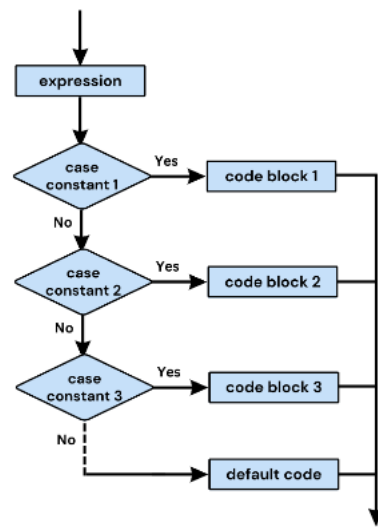 expression
case
constant 1
Yes
code block 1
No
case
constant 2
Yes
code block 2
No
case
constant 3
Yes
code block 3
No
default code